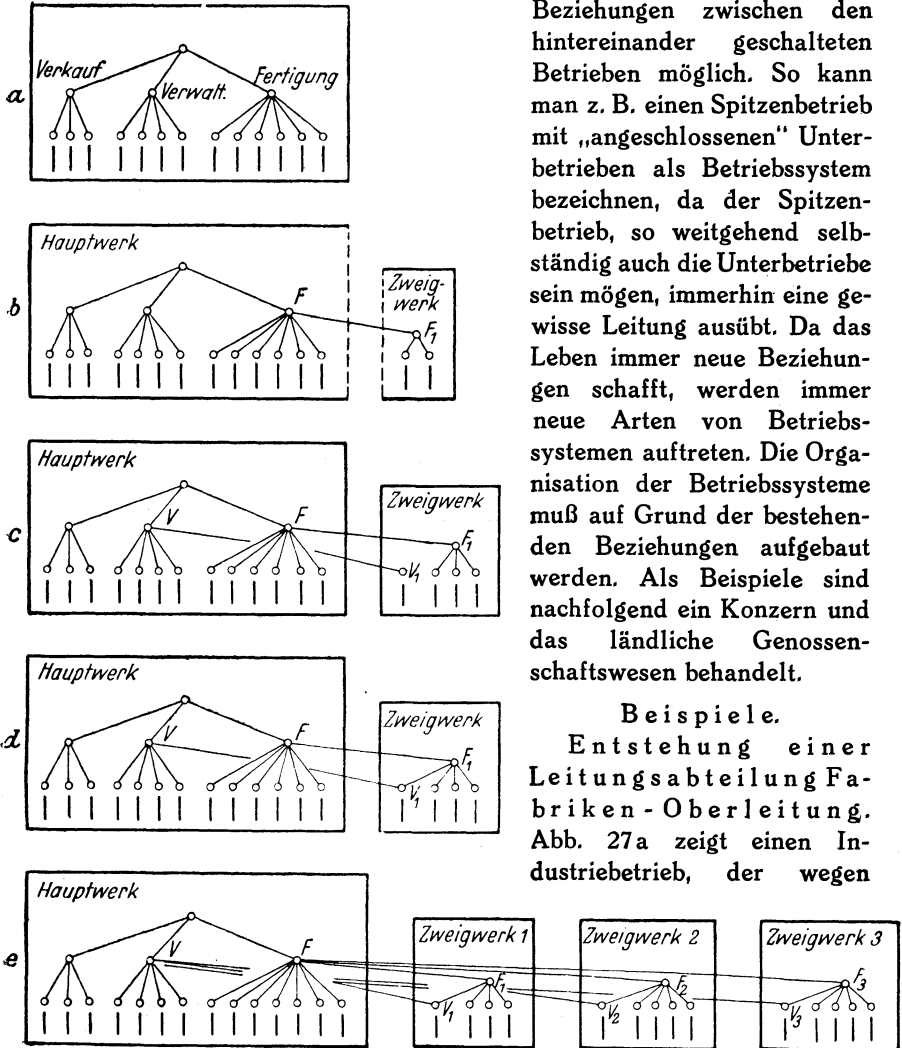 Beziehungen zwischen den
hintereinander geschalteten
Betrieben möglich. So kann
man z. B. einen Spitzenbetrieb
mit „angeschlossenen“ Unter-
betrieben als Betriebssystem
bezeichnen, da der Spitzen-
betrieb, so weitgehend selb-
ständig auch die Unterbetriebe
sein mögen, immerhin eine ge-
wisse Leitung ausübt. Da das
Leben immer neue Beziehun-
gen schafft, werden immer
neue Arten von Betriebs-
systemen auftreten. Die Orga-
nisation der Betriebssysteme
muß auf Grund der bestehen-
den Beziehungen aufgebaut
werden. Als Beispiele sind
nachfolgend ein Konzern und
das ländliche Genossen-
schaftswesen behandelt.
Beispiele.
Entstehung einer
Leitungsabteilung Fa-
briken-Oberleitung.
Abb. 27a zeigt einen In-
dustriebetrieb, der wegen
a
Verkauf
Verwalt.
Fertigung
b
Hauptwerk
F
Zweig-
werk
F1
c
Hauptwerk
V
F
Zweigwerk
F1
V1
d
Hauptwerk
V
F
Zweigwerk
F1
V1
e
Hauptwerk
V
F
Zweigwerk 1
F1
V1
Zweigwerk 2
F2
V2
Zweigwerk 3
F3
V3